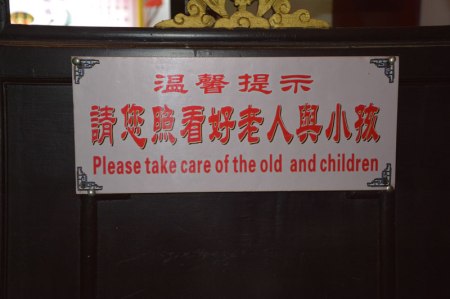 温馨提示
請您照看好老人與小孩
Please take care of the old and children